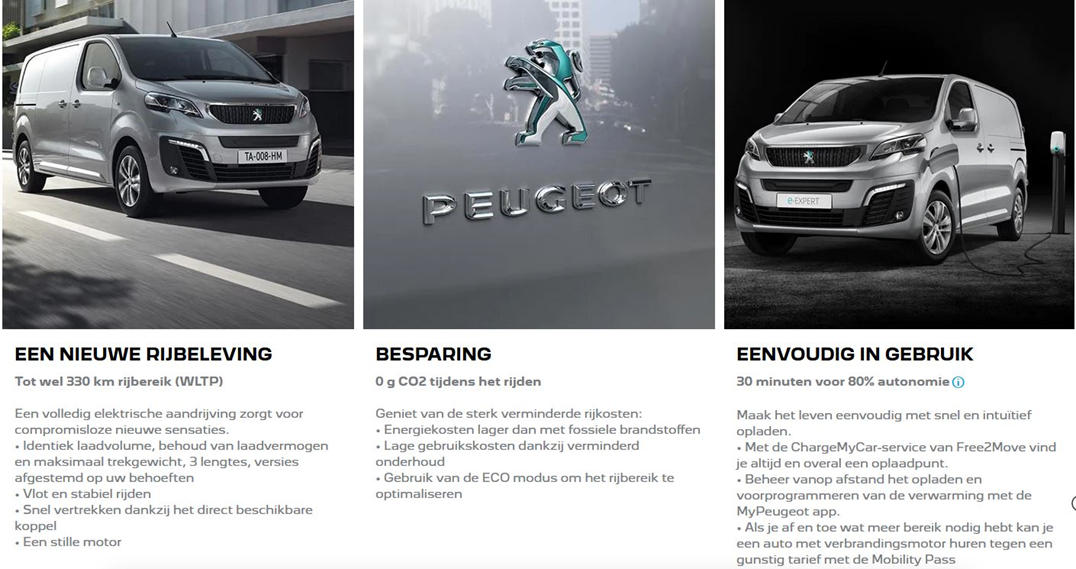 TA-008-HM
PEUGEOT
e-EXPERT
EEN NIEUWE RIJBELEVING
Tot wel 330 km rijbereik (WLTP)
Een volledig elektrische aandrijving zorgt voor
compromisloze nieuwe sensaties.
• Identiek laadvolume, behoud van laadvermogen
en maximaal trekgewicht, 3 lengtes, versies
afgestemd op uw behoeften
• Vlot en stabiel rijden
• Snel vertrekken dankzij het direct beschikbare
koppel
• Een stille motor
BESPARING
0 g CO2 tijdens het rijden
Geniet van de sterk verminderde rijkosten:
• Energiekosten lager dan met fossiele brandstoffen
• Lage gebruikskosten dankzij verminderd
onderhoud
• Gebruik van de ECO modus om het rijbereik te
optimaliseren
EENVOUDIG IN GEBRUIK
30 minuten voor 80% autonomie
Maak het leven eenvoudig met snel en intuïtief
opladen.
• Met de ChargeMyCar-service van Free2Move vind
je altijd en overal een oplaadpunt.
• Beheer vanop afstand het opladen en
voorprogrammeren van de verwarming met de
MyPeugeot app.
• Als je af en toe wat meer bereik nodig hebt kan je
een auto met verbrandingsmotor huren tegen een
gunstig tarief met de Mobility Pass